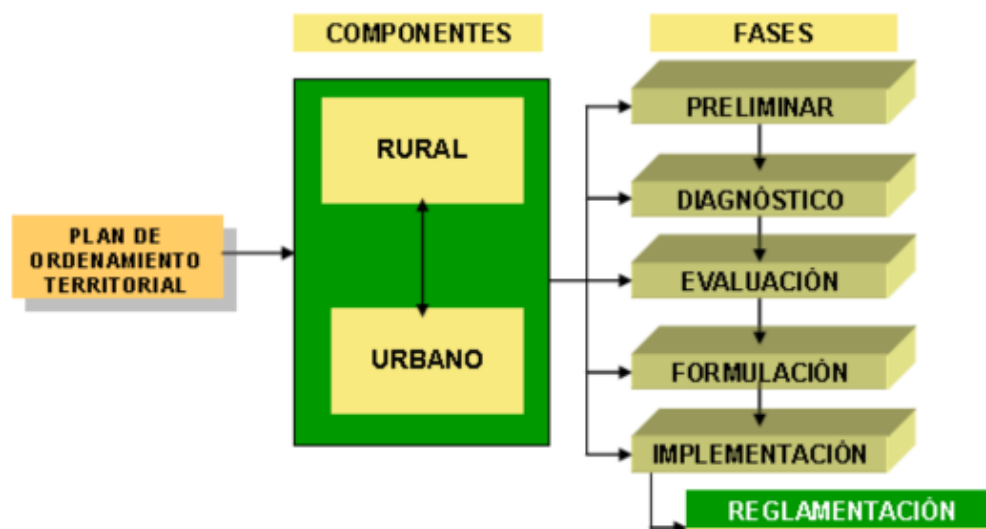 COMPONENTES
FASES
RURAL
URBANO
PLAN DE
ORDENAMIENTO
TERRITORIAL
PRELIMINAR
DIAGNÓSTICO
EVALUACIÓN
FORMULACIÓN
IMPLEMENTACIÓN
REGLAMENTACIÓN